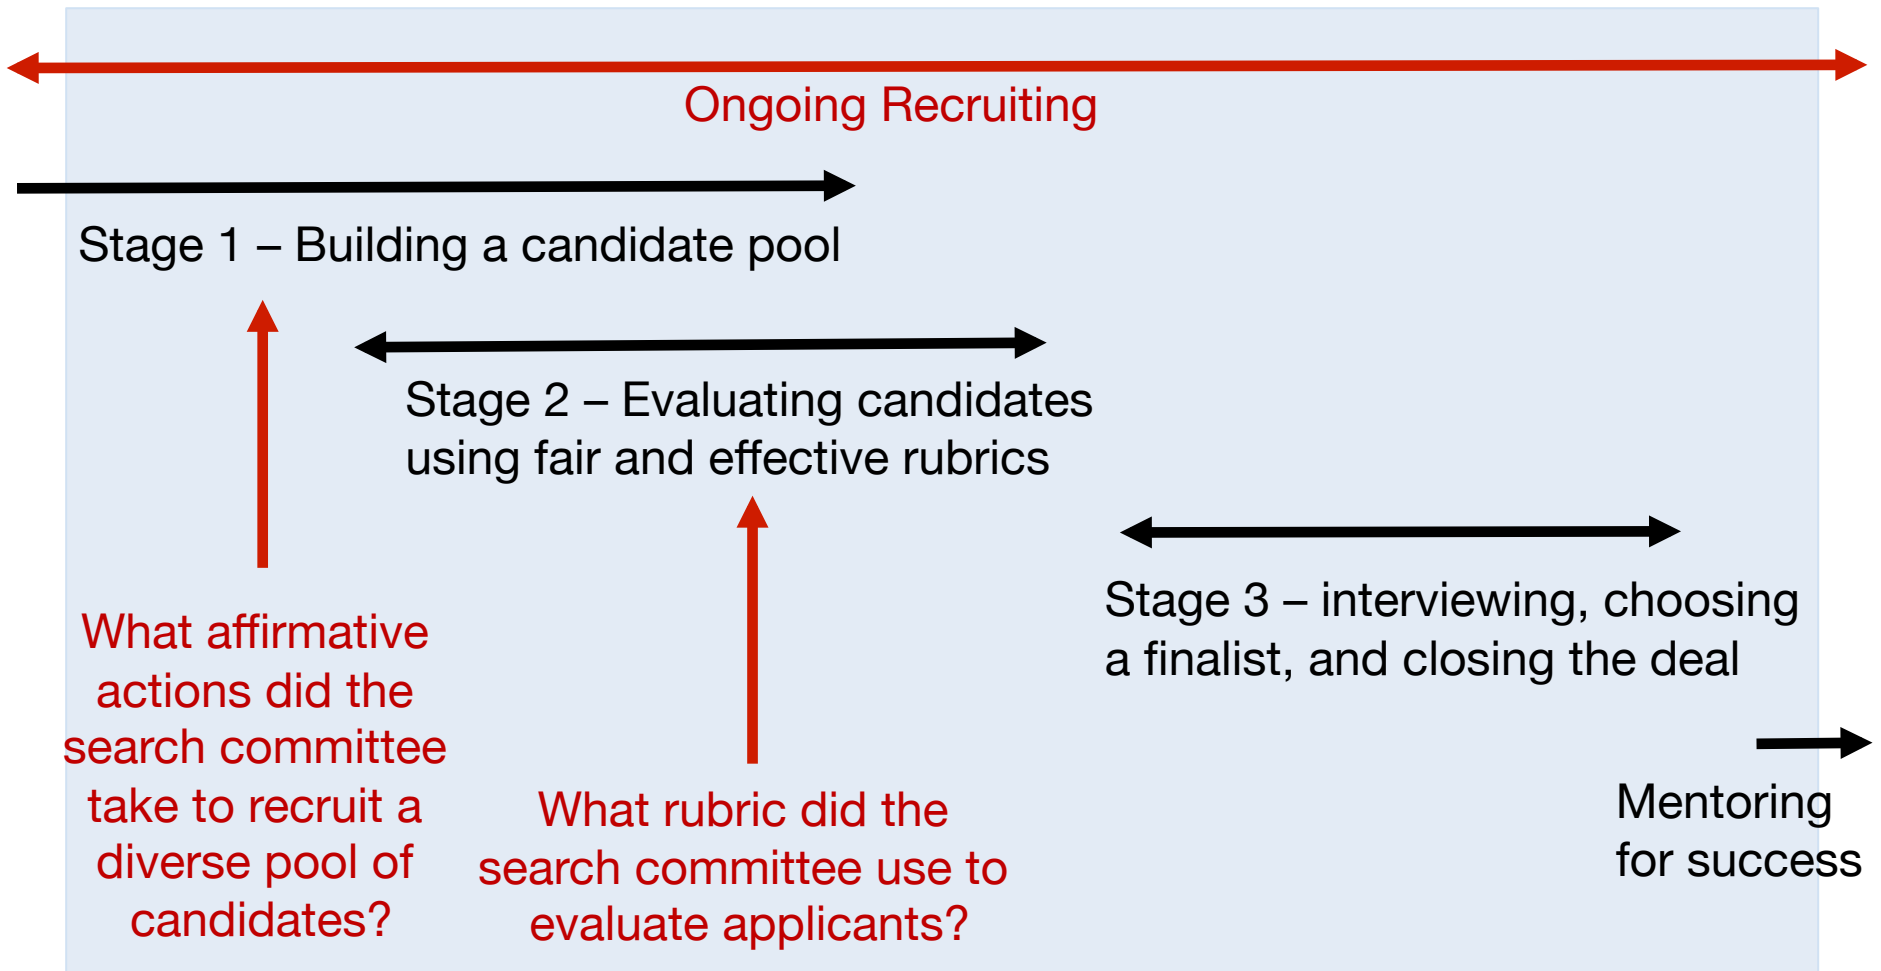 Ongoing Recruiting
Stage 1 – Building a candidate pool
Stage 2 – Evaluating candidates
using fair and effective rubrics
Stage 3 – interviewing, choosing
a finalist, and closing the deal
What affirmative
actions did the
search committee
take to recruit a
diverse pool of
candidates?
What rubric did the
search committee use to
evaluate applicants?
Mentoring
for success